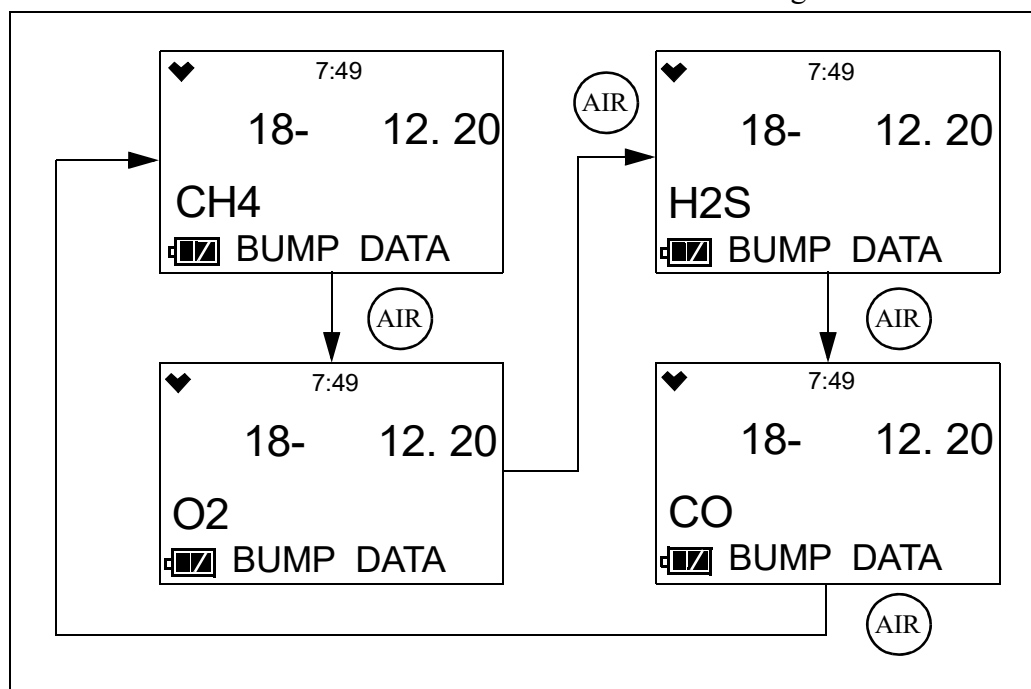 7:49
18- 12. 20
CH4
BUMP DATA
AIR
7:49
18- 12. 20
O2
BUMP DATA
AIR
7:49
18- 12. 20
H2S
BUMP DATA
AIR
7:49
18- 12. 20
CO
BUMP DATA
AIR